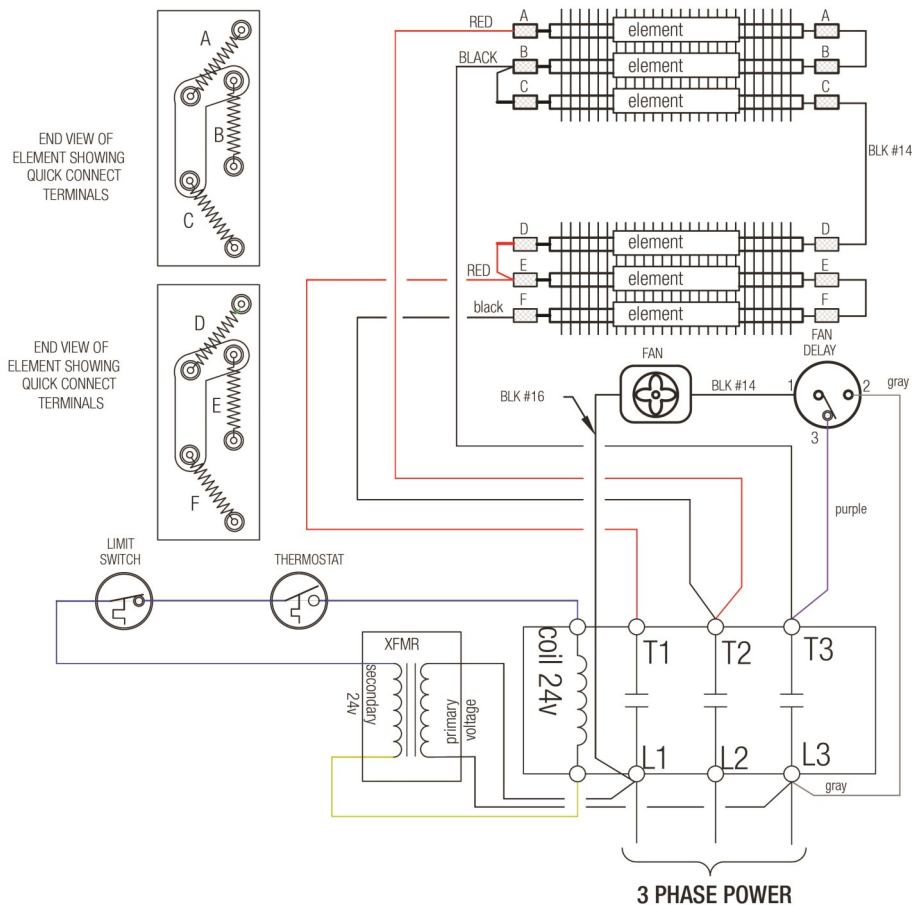 A
B
C
END VIEW OF
ELEMENT SHOWING
QUICK CONNECT
TERMINALS
D
E
F
END VIEW OF
ELEMENT SHOWING
QUICK CONNECT
TERMINALS
RED
A
element
A
BLACK
B
element
B
C
element
C
BLK #14
D
element
D
RED
E
element
E
black
F
element
F
FAN
FAN
DELAY
BLK #16
BLK #14
1
2
3
gray
purple
LIMIT
SWITCH
THERMOSTAT
XFMR
secondary
24v
primary
voltage
coil 24v
T1
T2
T3
L1
L2
L3
gray
3 PHASE POWER